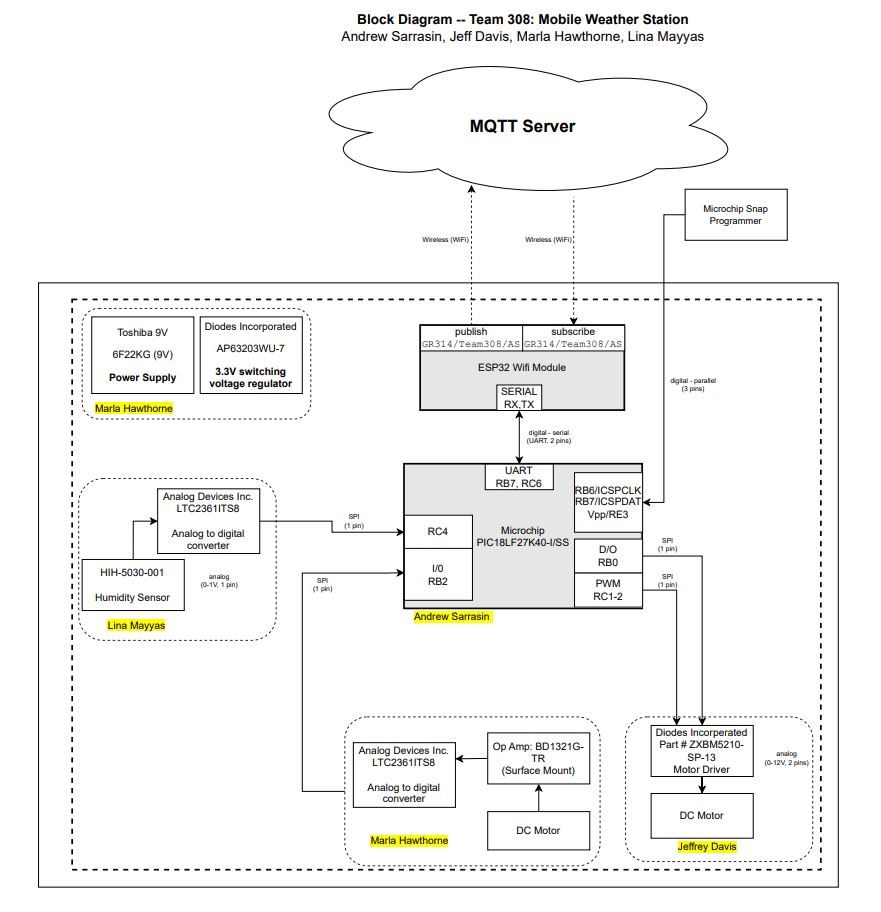 Block Diagram -- Team 308: Mobile Weather Station
Andrew Sarrasin, Jeff Davis, Marla Hawthorne, Lina Mayyas
MQTT Server
Microchip Snap
Programmer
Wireless (WiFi)
Wireless (WiFi)
Toshiba 9V
6F22KG (9V)
Power Supply
Diodes Incorporated
AP63203WU-7
3.3V switching
voltage regulator
Marla Hawthorne
publish
GR314/Team308/AS
subscribe
GR314/Team308/AS
ESP32 Wifi Module
SERIAL
RX,TX
digital - parallel
(3 pins)
digital - serial
(UART, 2 pins)
UART
RB7, RC6
RB6/ICSPCLK
RB7/ICSPDAT
Vpp/RE3
Analog Devices Inc.
LTC2361ITS8
Analog to digital
converter
SPI
(1 pin)
RC4
Microchip
PIC18LF27K40-I/SS
D/O
RB0
SPI
(1 pin)
HIH-5030-001
Humidity Sensor
analog
(0-1V, 1 pin)
SPI
(1 pin)
I/0
RB2
PWM
RC1-2
SPI
(1 pin)
Lina Mayyas
Andrew Sarrasin
Analog Devices Inc.
LTC2361ITS8
Analog to digital
converter
Op Amp: BD1321G-
TR
(Surface Mount)
DC Motor
Marla Hawthorne
Diodes Incorperated
Part # ZXBM5210-
SP-13
Motor Driver
analog
(0-12V, 2 pins)
DC Motor
Jeffrey Davis